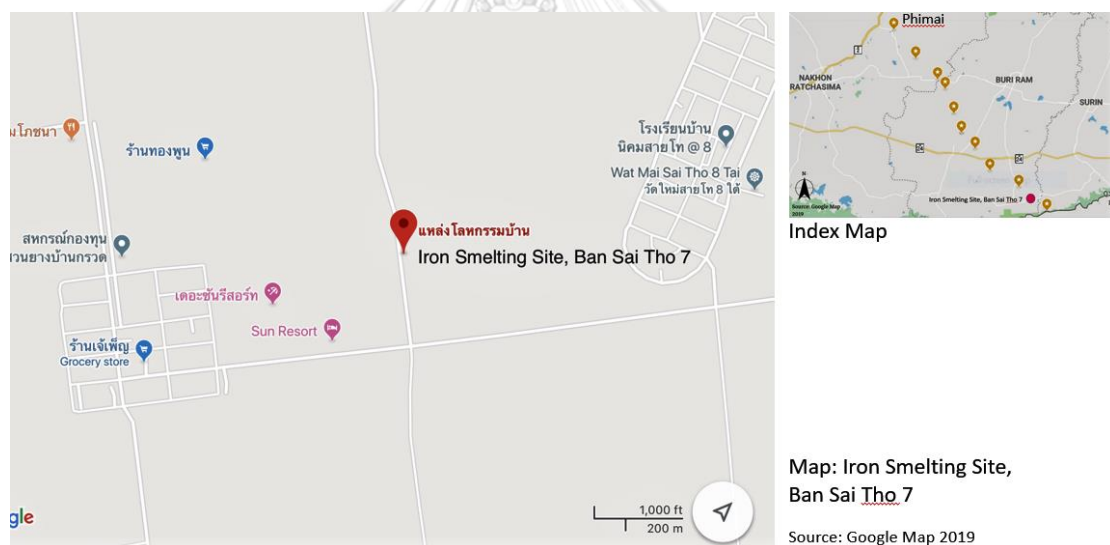 มโภชนา
ร้านทองพูน
โรงเรียนบ้าน
นิคมสายโท @ 8
Wat Mai Sai Tho 8 Tai
วัดใหม่สายโท 8 ใต้
แหล่งโลหกรรมบ้าน
Iron Smelting Site, Ban Sai Tho 7
สหกรณ์กองทุน
วนยางบ้านกรวด
เดอะซันรีสอร์ท
Sun Resort
ร้านเจ้เพ็ญ
Grocery store
1,000 ft
200 m
gle
Phimai
NAKHON
RATCHASIMA
BURI RAM
SURIN
24
24
Iron Smelting Site, Ban Sai Tho 7
N
Source: Google Map
2019
Index Map
Map: Iron Smelting Site,
Ban Sai Tho 7
Source: Google Map 2019